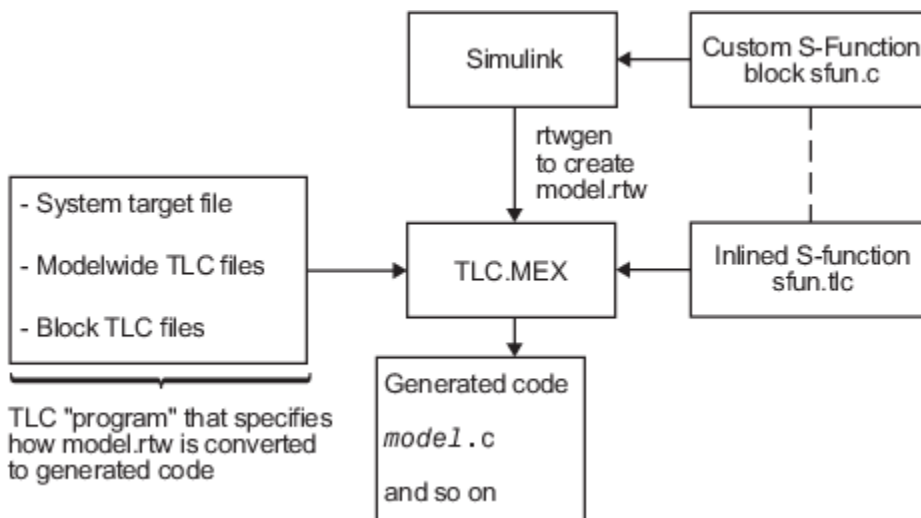 Simulink
Custom S-Function
block sfun.c
rtwgen
to create
model.rtw
- System target file
- Modelwide TLC files
- Block TLC files
TLC.MEX
Inlined S-function
sfun.tlc
TLC "program" that specifies
how model.rtw is converted
to generated code
Generated code
model.c
and so on